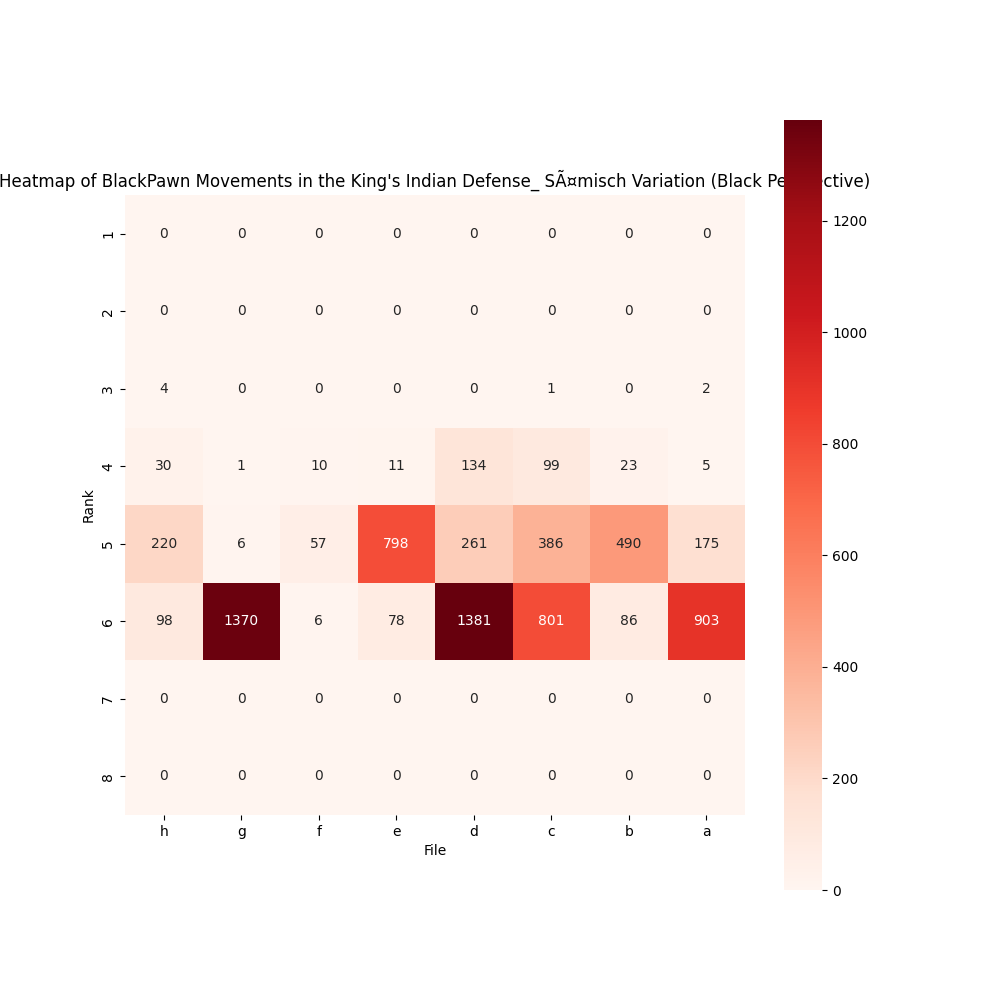 Heatmap of BlackPawn Movements in the King's Indian Defense_ SÃ¤misch Variation (Black Pe ctive)
1 0 0 0 0 0 0 0 0
2 0 0 0 0 0 0 0 0
3 4 0 0 0 0 1 0 2
4 30 1 10 11 134 99 23 5
5 220 6 57 798 261 386 490 175
6 98 1370 6 78 1381 801 86 903
7 0 0 0 0 0 0 0 0
8 0 0 0 0 0 0 0 0
h g f e d c b a
File
Rank
1200
1000
800
600
400
200
0